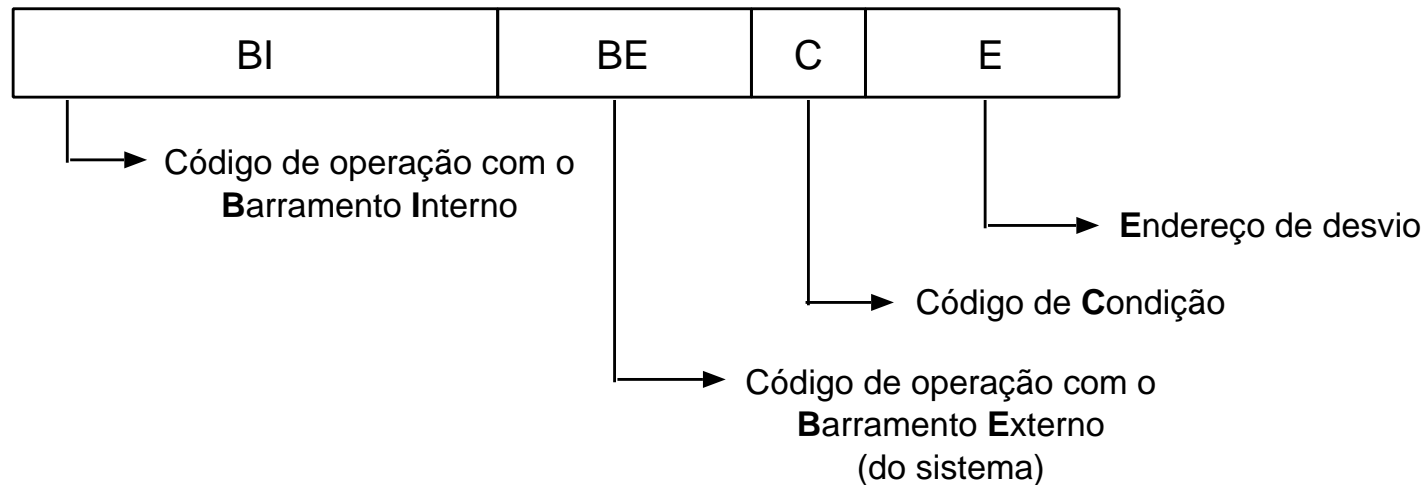 BI BE C E
Código de operação com o
Barramento Interno
Endereço de desvio
Código de Condição
Código de operação com o
Barramento Externo
(do sistema)